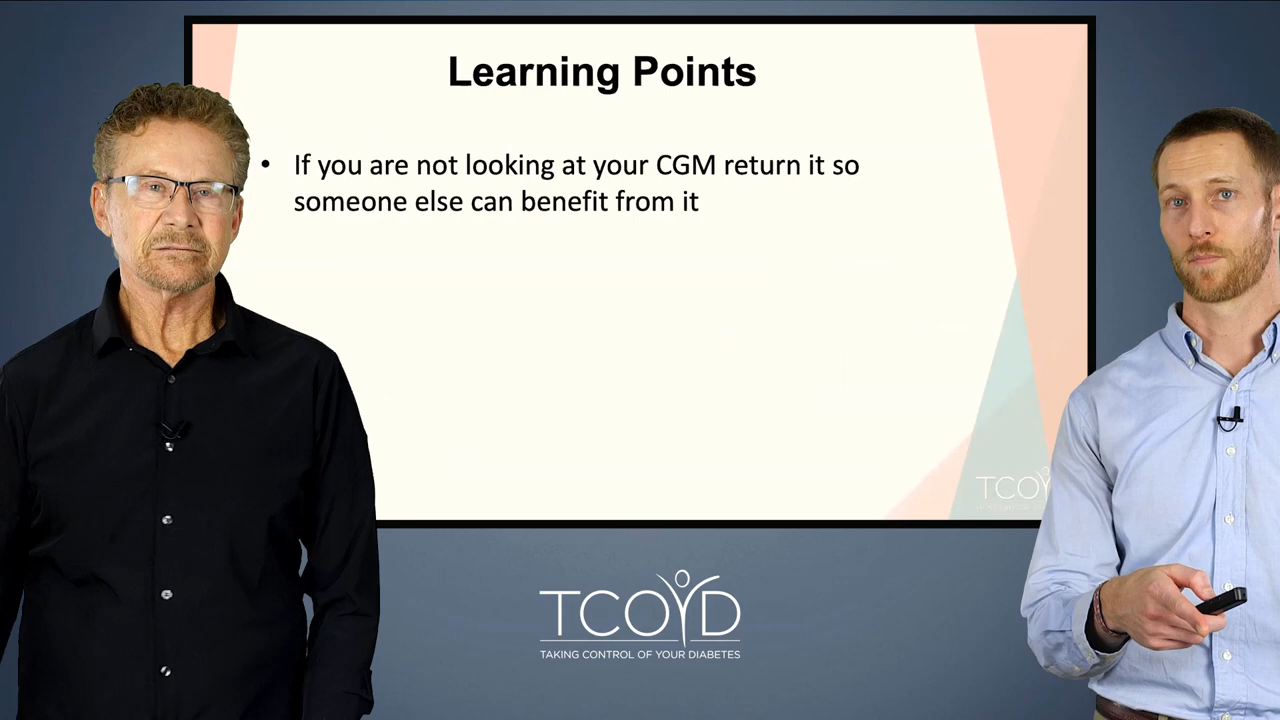 Learning Points
• If you are not looking at your CGM return it so
someone else can benefit from it
TCOY
TCOYD
TAKING CONTROL OF YOUR DIABETES